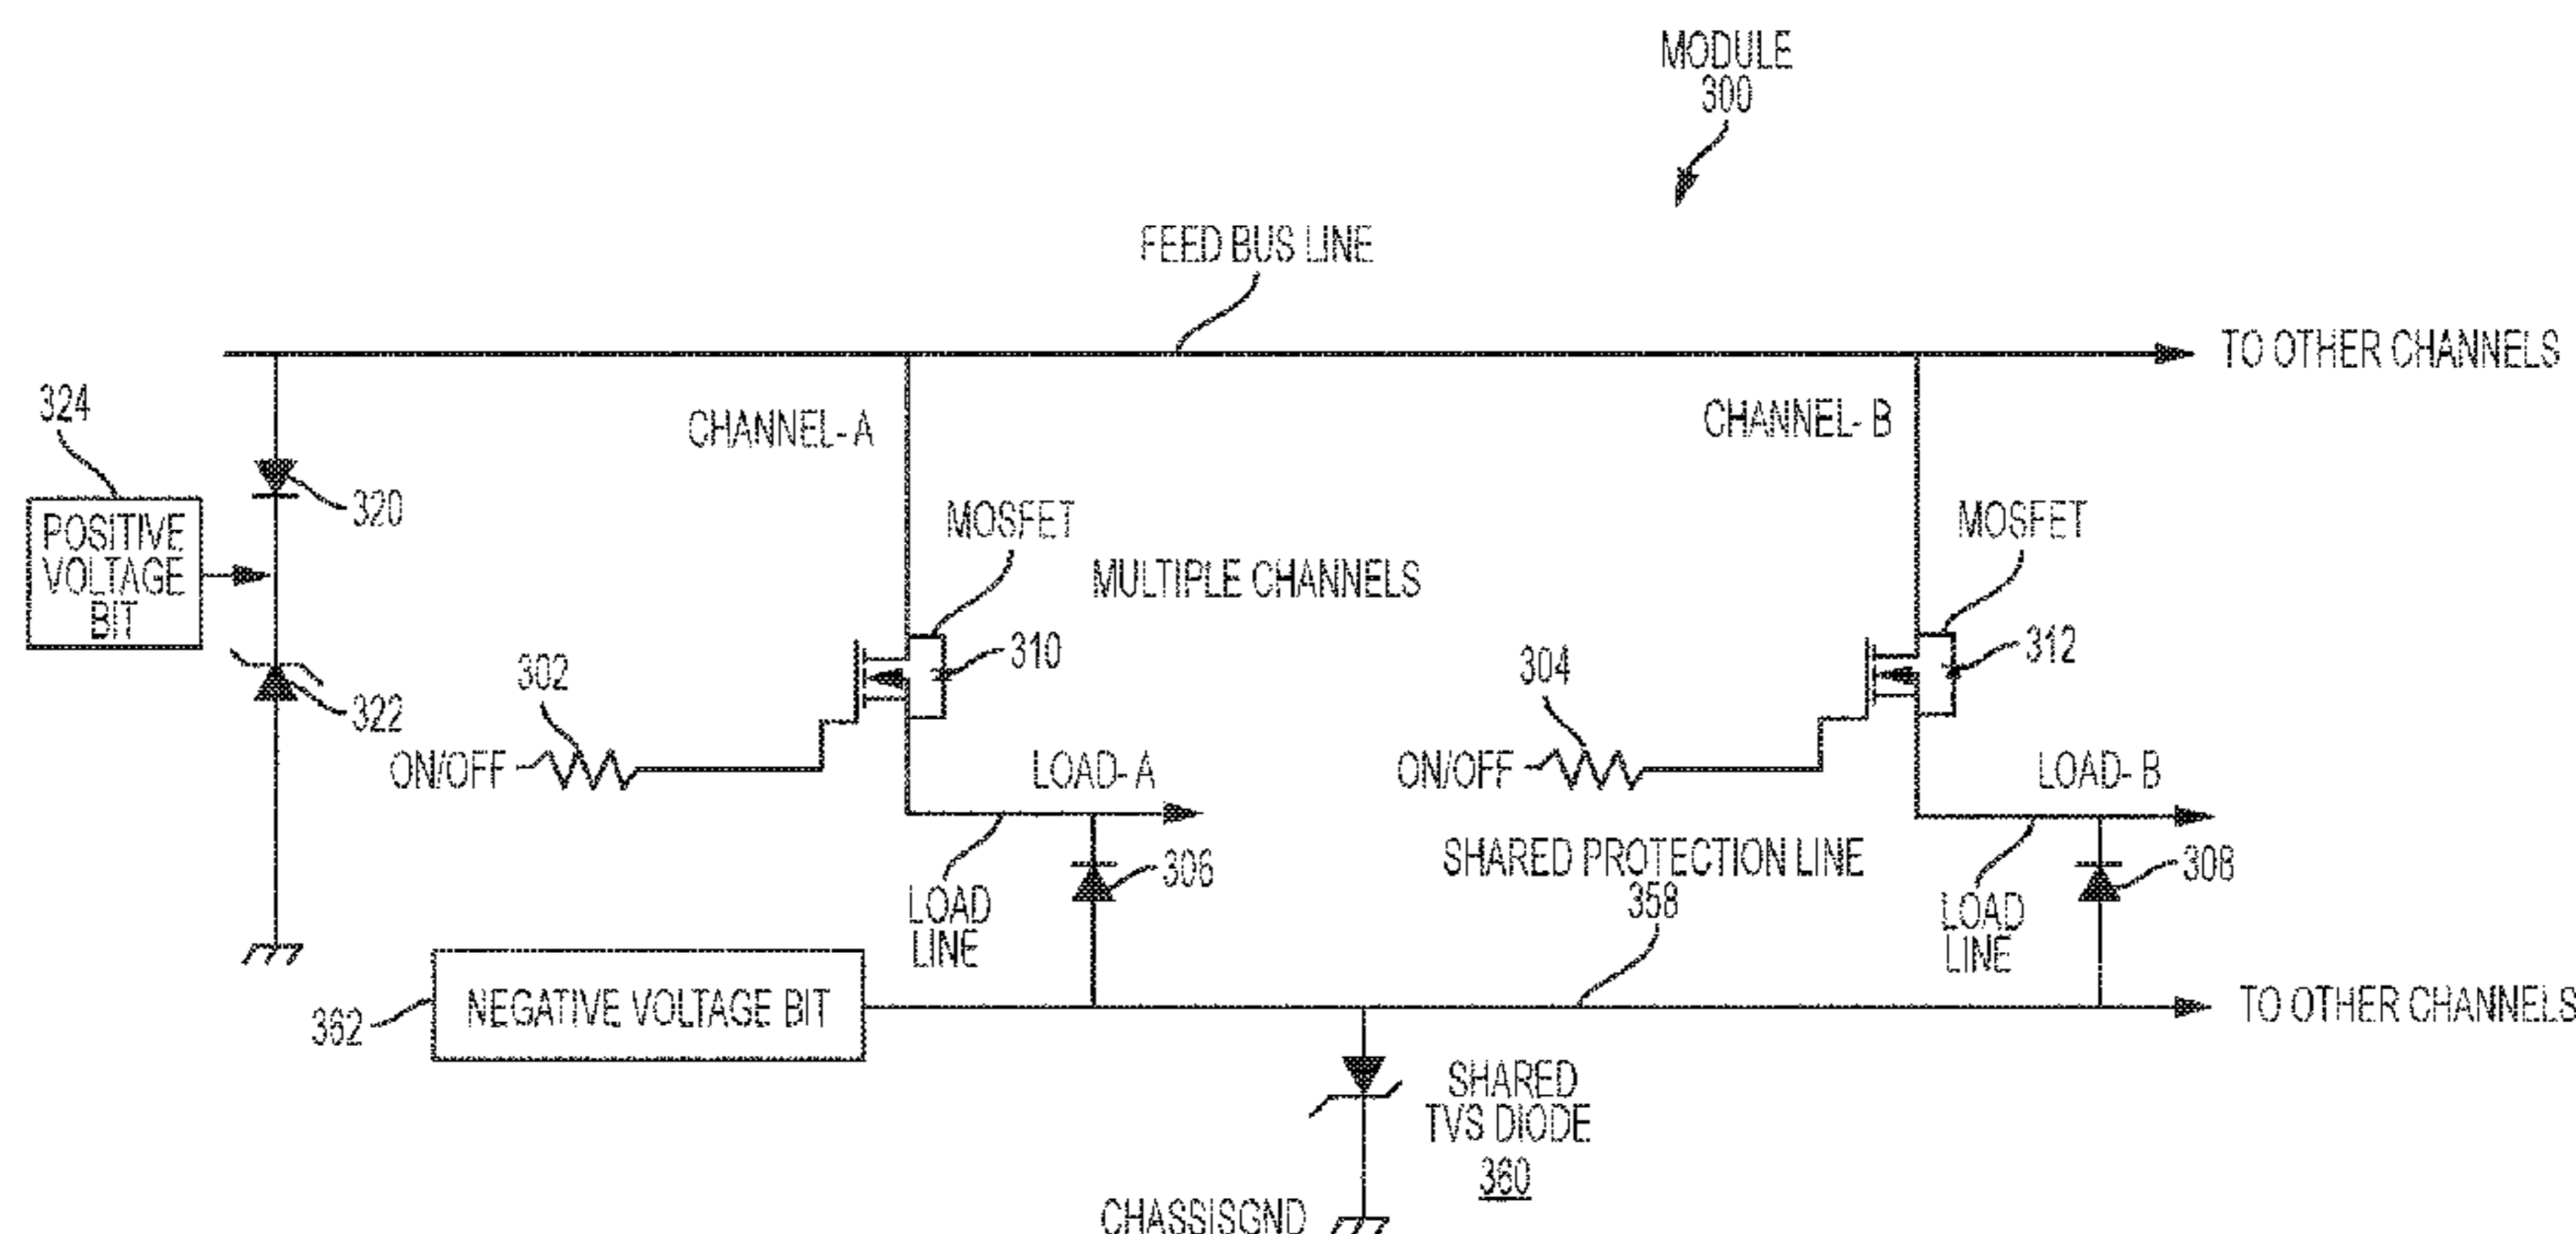 MODULE
300
FEED BUS LINE
TO OTHER CHANNELS
324
CHANNEL- A
CHANNEL- B
320
POSITIVE
VOLTAGE
BIT
MOSFET
MOSFET
MULTIPLE CHANNELS
310
312
302
304
322
ON/OFF
LOAD- A
ON/OFF
LOAD- B
SHARED PROTECTION LINE
358
306
308
LOAD
LINE
LOAD
LINE
362
NEGATIVE VOLTAGE BIT
TO OTHER CHANNELS
SHARED
TVS DIODE
360
CHASSISGND